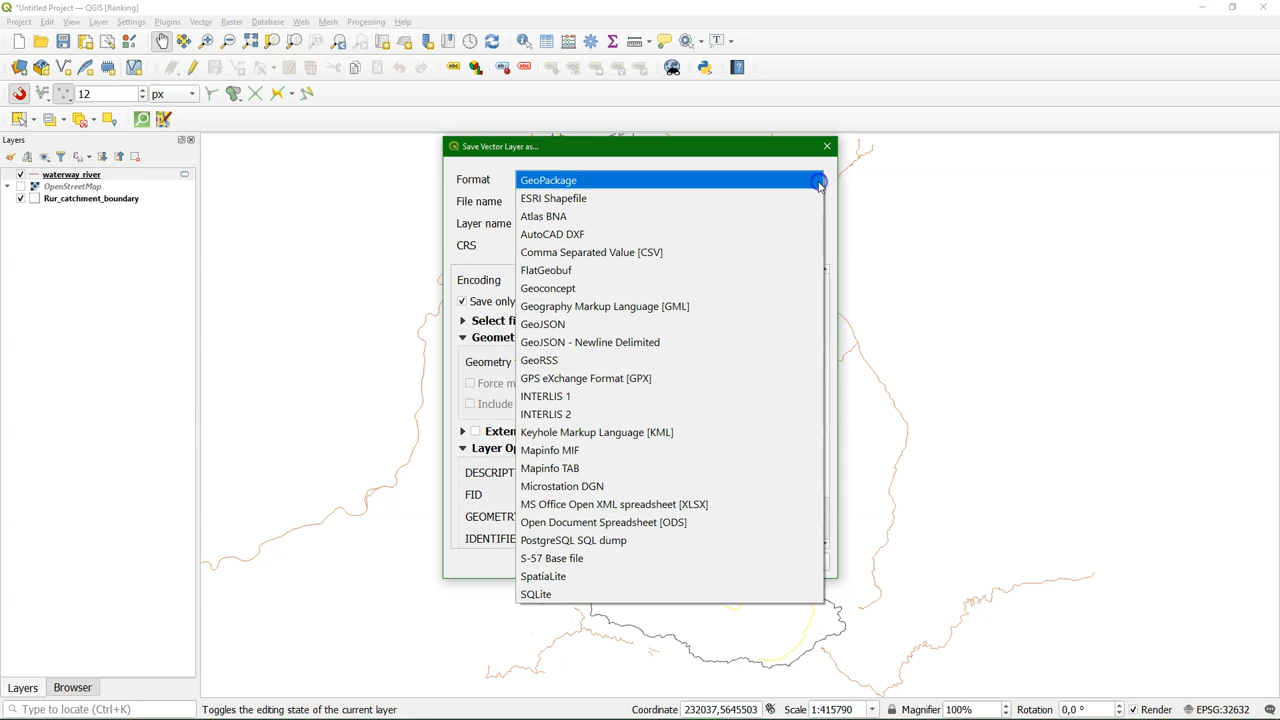 *Untitled Project — QGIS [Ranking]
Project Edit View Layer Settings Plugins Vector Raster Database Web Mesh Processing Help
12 px
Layers
waterway_river
OpenStreetMap
Rur_catchment_boundary
Save Vector Layer as...
Format
File name
Layer name
CRS
Encoding
Save only
Select fi
Geomet
Geometry
Force m
Include
Exten
Layer Op
DESCRIPT
FID
GEOMETR
IDENTIFIE
GeoPackage
ESRI Shapefile
Atlas BNA
AutoCAD DXF
Comma Separated Value [CSV]
FlatGeobuf
Geoconcept
Geography Markup Language [GML]
GeoJSON
GeoJSON - Newline Delimited
GeoRSS
GPS eXchange Format [GPX]
INTERLIS 1
INTERLIS 2
Keyhole Markup Language [KML]
Mapinfo MIF
Mapinfo TAB
Microstation DGN
MS Office Open XML spreadsheet [XLSX]
Open Document Spreadsheet [ODS]
PostgreSQL SQL dump
S-57 Base file
SpatiaLite
SQLite
Layers Browser
Type to locate (Ctrl+K) Toggles the editing state of the current layer Coordinate 232037,5645503 Scale 1:415790 Magnifier 100% Rotation 0,0 ° Render EPSG:32632